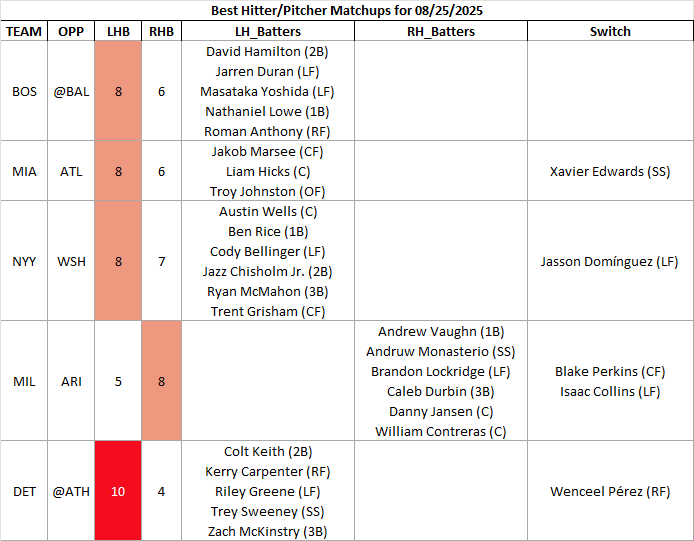 Best Hitter/Pitcher Matchups for 08/25/2025
TEAM OPP LHB RHB LH_Batters RH_Batters Switch
BOS @BAL 8 6
David Hamilton (2B)
Jarren Duran (LF)
Masataka Yoshida (LF)
Nathaniel Lowe (1B)
Roman Anthony (RF)
MIA ATL 8 6
Jakob Marsee (CF)
Liam Hicks (C)
Troy Johnston (OF)
Xavier Edwards (SS)
NYY WSH 8 7
Austin Wells (C)
Ben Rice (1B)
Cody Bellinger (LF)
Jazz Chisholm Jr. (2B)
Ryan McMahon (3B)
Trent Grisham (CF)
Jasson Domínguez (LF)
MIL ARI 5 8
Andrew Vaughn (1B)
Andruw Monasterio (SS)
Brandon Lockridge (LF)
Caleb Durbin (3B)
Danny Jansen (C)
William Contreras (C)
Blake Perkins (CF)
Isaac Collins (LF)
DET @ATH 10 4
Colt Keith (2B)
Kerry Carpenter (RF)
Riley Greene (LF)
Trey Sweeney (SS)
Zach McKinstry (3B)
Wenceel Pérez (RF)